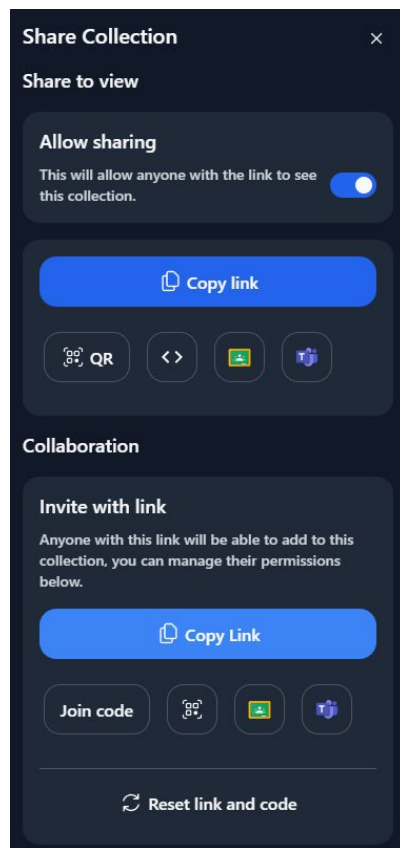 Share Collection
Share to view
Allow sharing
This will allow anyone with the link to see
this collection.
Copy link
QR
Collaboration
Invite with link
Anyone with this link will be able to add to this
collection, you can manage their permissions
below.
Copy Link
Join code
Reset link and code